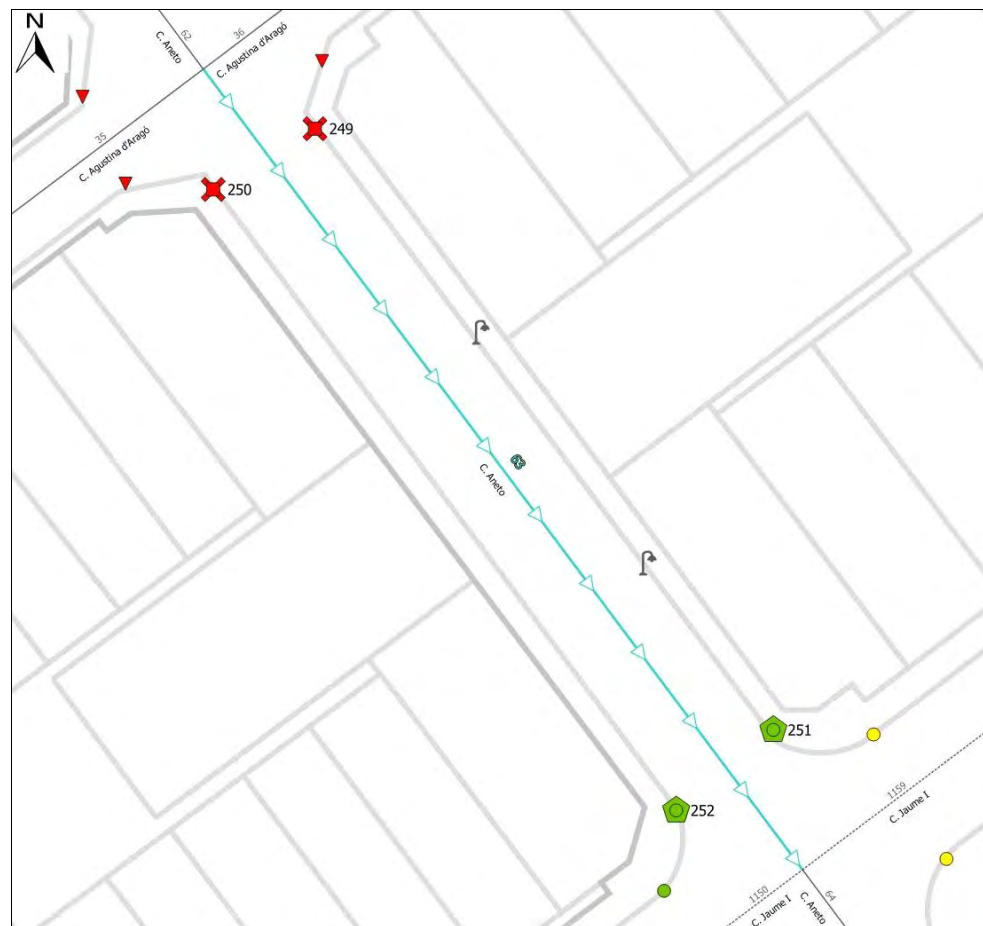 N
62
C. Aneto
36
C. Agustina d'Aragó
35
C. Agustina d'Aragó
249
250
63
C. Aneto
251
252
1159
C. Jaume I
1150
C. Jaume I
64
C. Aneto